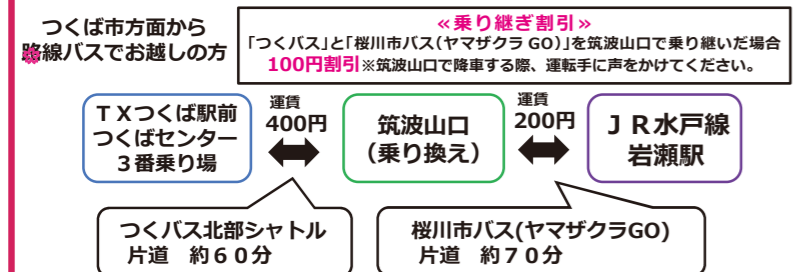 つくば市方面から
路線バスでお越しの方
≪乗り継ぎ割引≫
「つくバス」と「桜川市バス（ヤマザクラ GO）」を筑波山口で乗り継いだ場合
100円割引※筑波山口で降車する際、運転手に声をかけてください。
ＴＸつくば駅前
つくばセンター
３番乗り場
運賃
400円
筑波山口
（乗り換え）
運賃
200円
ＪＲ水戸線
岩瀬駅
つくバス北部シャトル
片道　約６０分
桜川市バス(ヤマザクラGO)
片道　約７０分